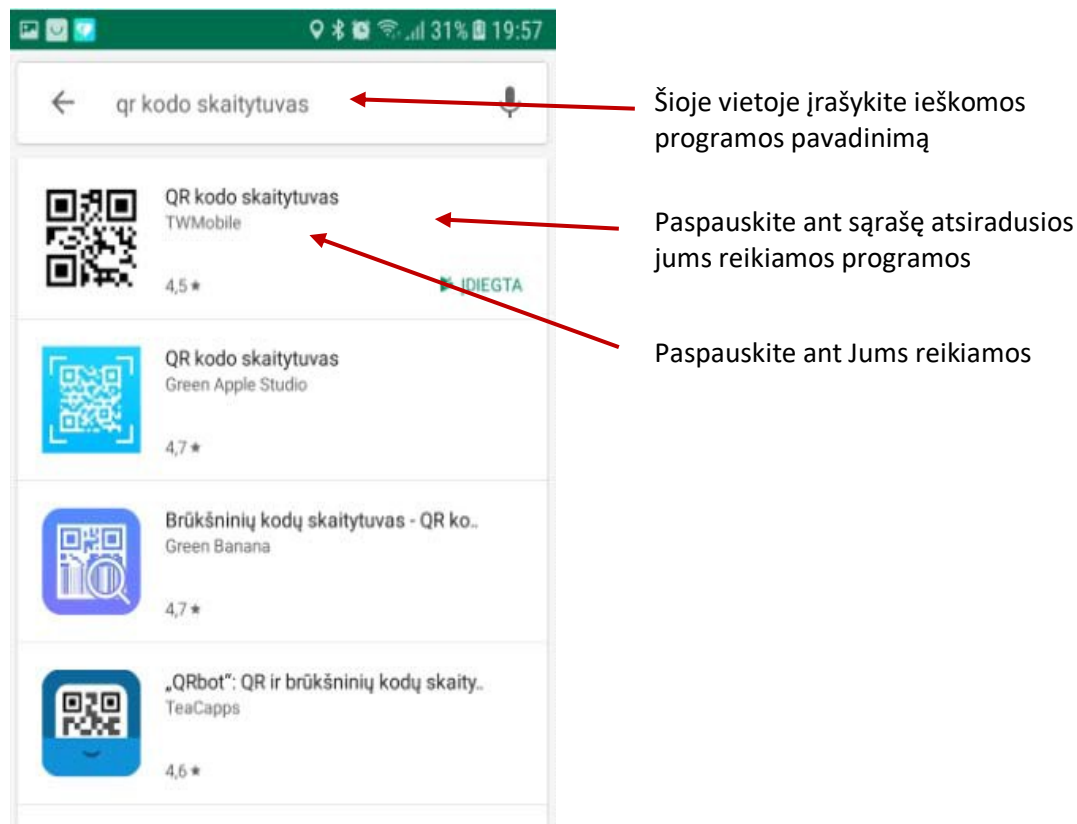 31% 19:57
qr kodo skaitytuvas
Šioje vietoje įrašykite ieškomos
programos pavadinimą
QR kodo skaitytuvas
TWMobile
4,5 ★
ĮDIEGTA
Paspauskite ant sąrašę atsiradusios
jums reikiamos programos
Paspauskite ant Jums reikiamos
QR kodo skaitytuvas
Green Apple Studio
4,7 ★
Brūkšninių kodų skaitytuvas - QR ko..
Green Banana
4,7 ★
„QRbot“: QR ir brūkšninių kodų skaity..
TeaCapps
4,6 ★